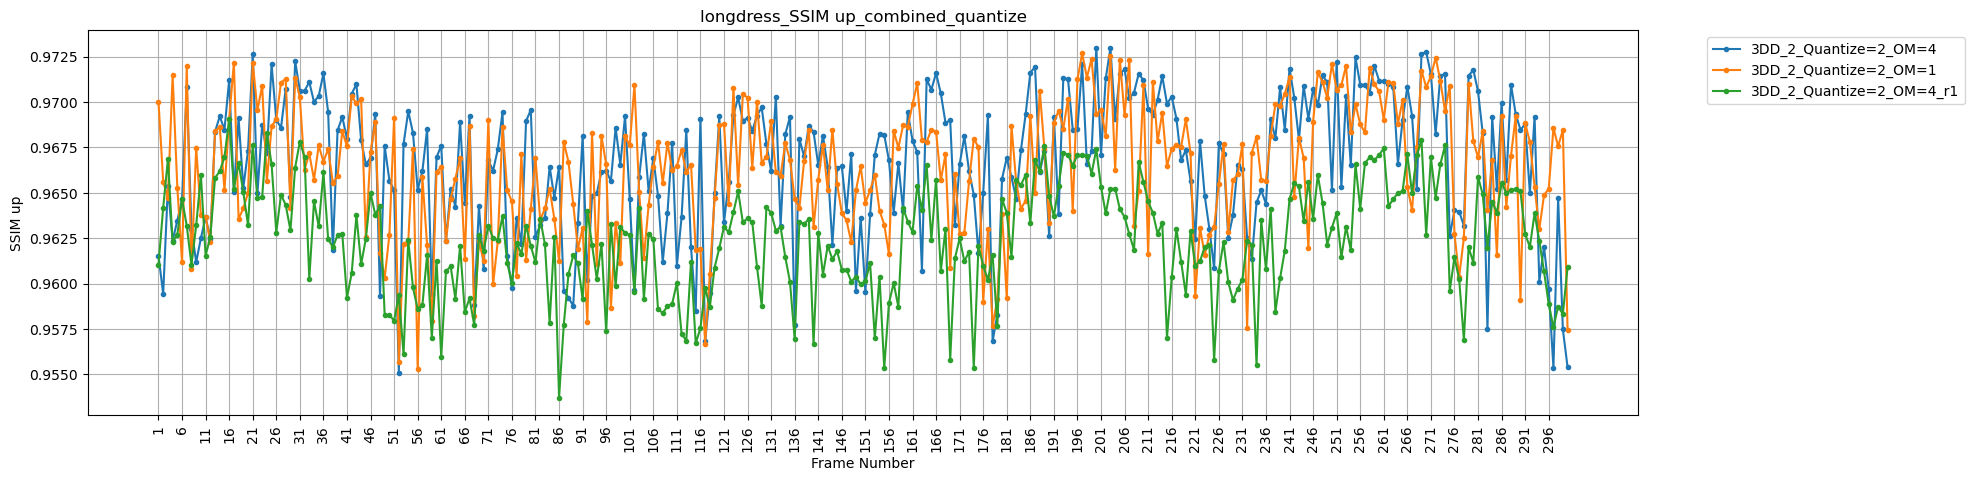 longdress_SSIM up_combined_quantize
3DD_2_Quantize=2_OM=4
3DD_2_Quantize=2_OM=1
3DD_2_Quantize=2_OM=4_r1
SSIM up
0.9725
0.9700
0.9675
0.9650
0.9625
0.9600
0.9575
0.9550
1 6 11 16 21 26 31 36 41 46 51 56 61 66 71 76 81 86 91 96 101 106 111 116 121 126 131 136 141 146 151 156 161 166 171 176 181 186 191 196 201 206 211 216 221 226 231 236 241 246 251 256 261 266 271 276 281 286 291 296
Frame Number